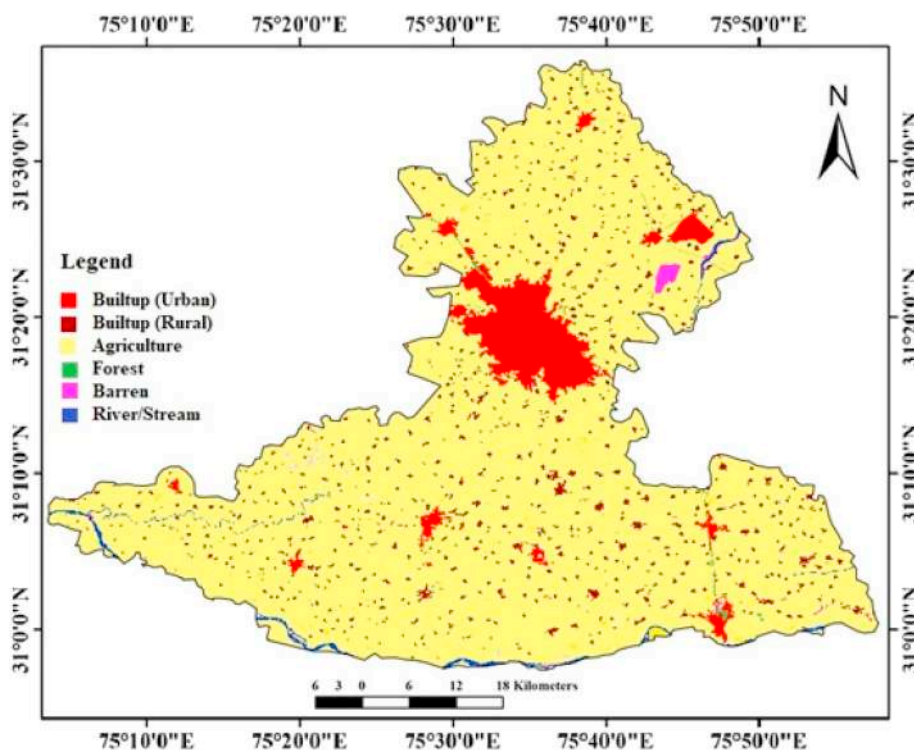 75°10'0"E 75°20'0"E 75°30'0"E 75°40'0"E 75°50'0"E
N
31°30'0"N 31°30'0"N
Legend
Builtup (Urban)
Builtup (Rural)
Agriculture
Forest
Barren
River/Stream
31°20'0"N 31°20'0"N
31°10'0"N 31°10'0"N
31°0'0"N 31°0'0"N
6 3 0 6 12 18 Kilometers
75°10'0"E 75°20'0"E 75°30'0"E 75°40'0"E 75°50'0"E